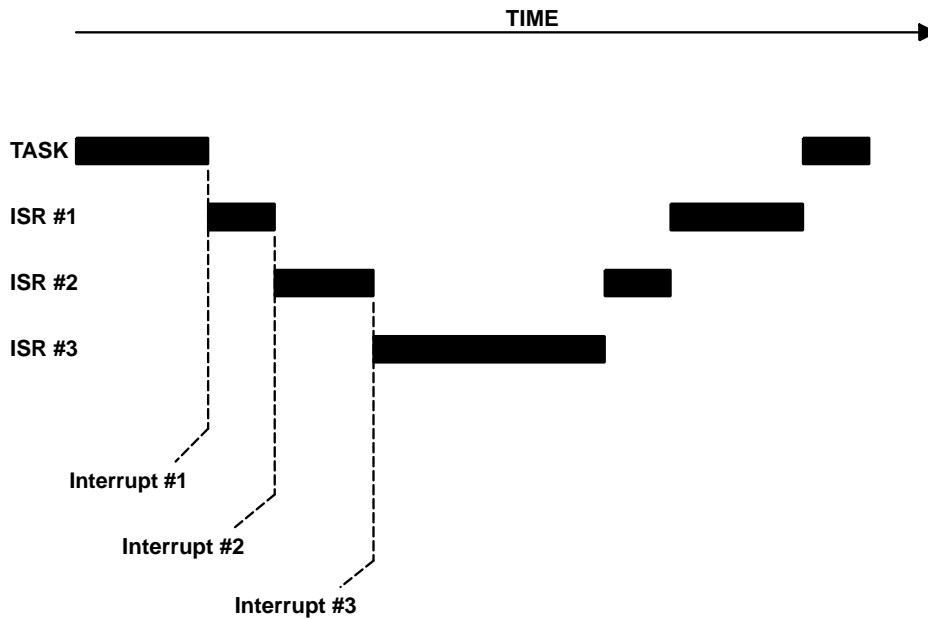 TIME
TASK
ISR #1
ISR #2
ISR #3
Interrupt #1
Interrupt #2
Interrupt #3